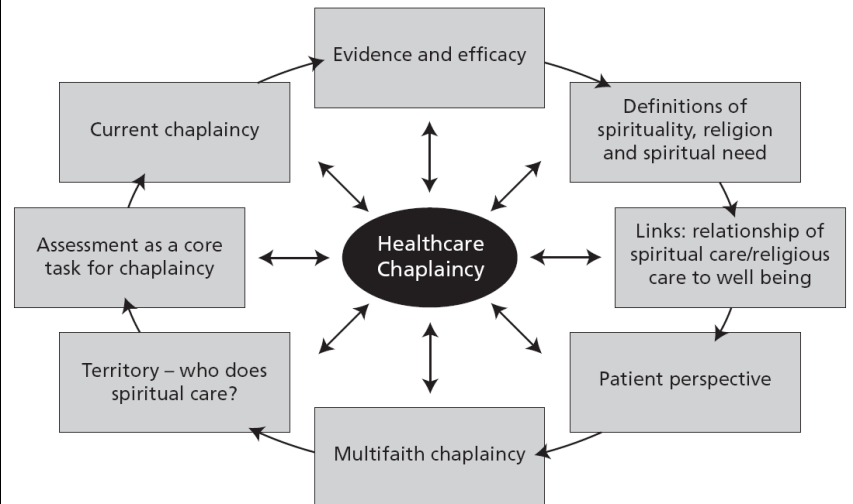 Evidence and efficacy
Definitions of
spirituality, religion
and spiritual need
Links: relationship of
spiritual care/religious
care to well being
Patient perspective
Multifaith chaplaincy
Territory – who does
spiritual care?
Assessment as a core
task for chaplaincy
Current chaplaincy
Healthcare
Chaplaincy